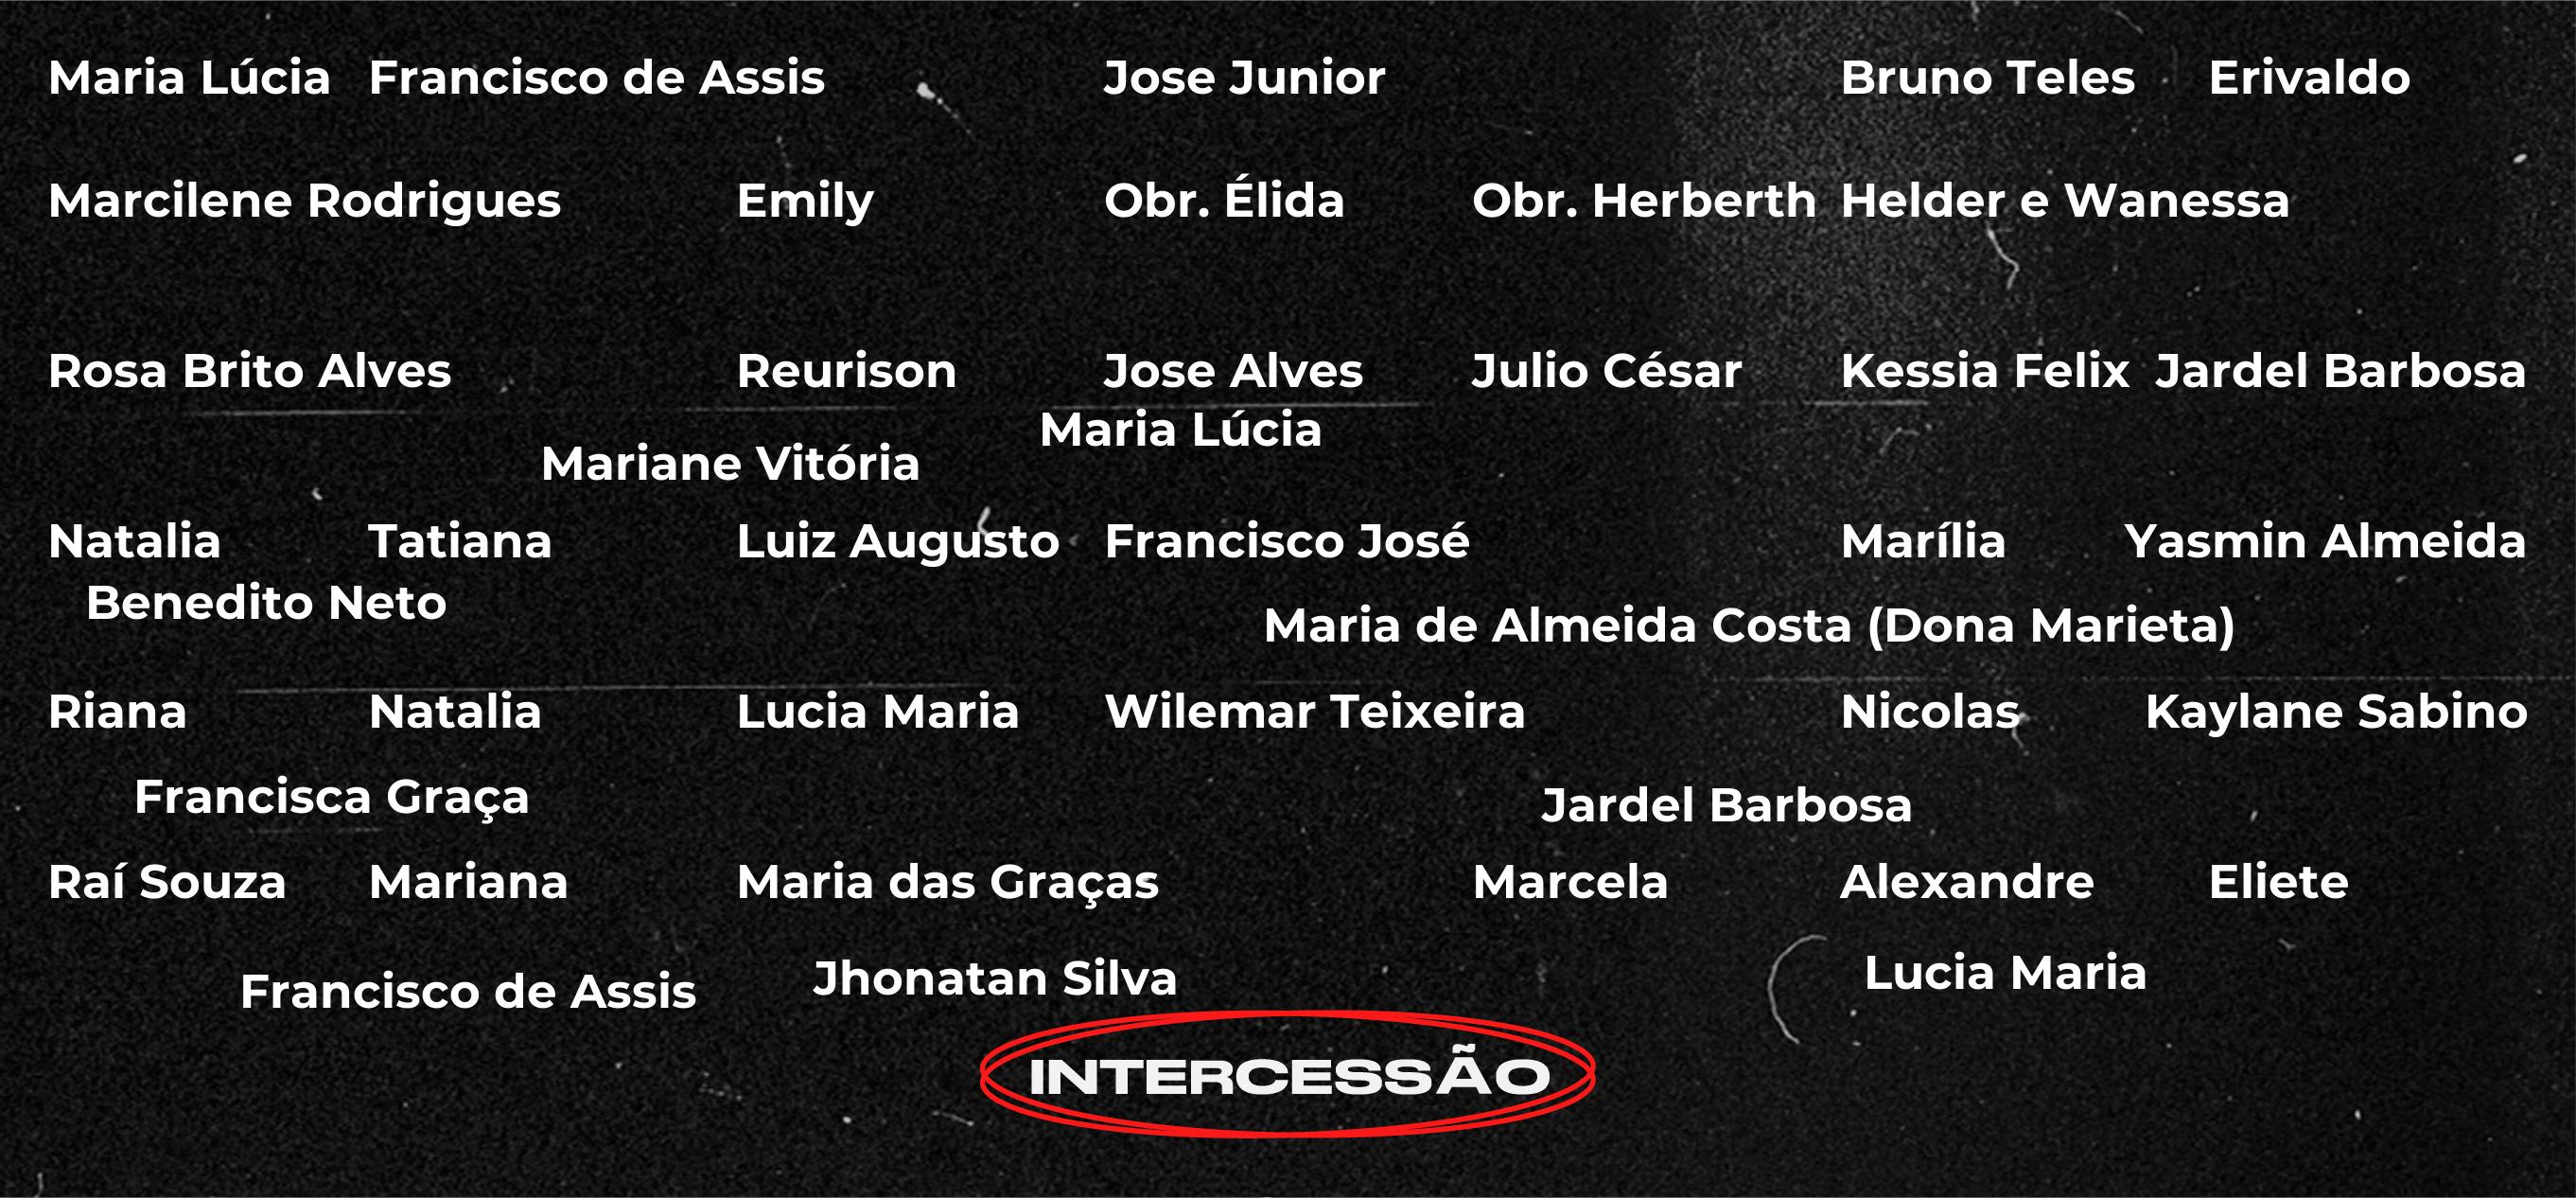 Maria Lúcia Francisco de Assis Jose Junior Bruno Teles Erivaldo
Marcilene Rodrigues Emily Obr. Élida Obr. Herberth Helder e Wanessa
Rosa Brito Alves Reurison Jose Alves Julio César Kessia Felix Jardel Barbosa
Maria Lúcia
Mariane Vitória
Natalia Tatiana Luiz Augusto Francisco José Marília Yasmin Almeida
Benedito Neto
Maria de Almeida Costa (Dona Marieta)
Riana Natalia Lucia Maria Wilemar Teixeira Nicolas Kaylane Sabino
Francisca Graça
Jardel Barbosa
Raí Souza Mariana Maria das Graças Marcela Alexandre Eliete
Francisco de Assis Jhonatan Silva Lucia Maria
INTERCESSÃO